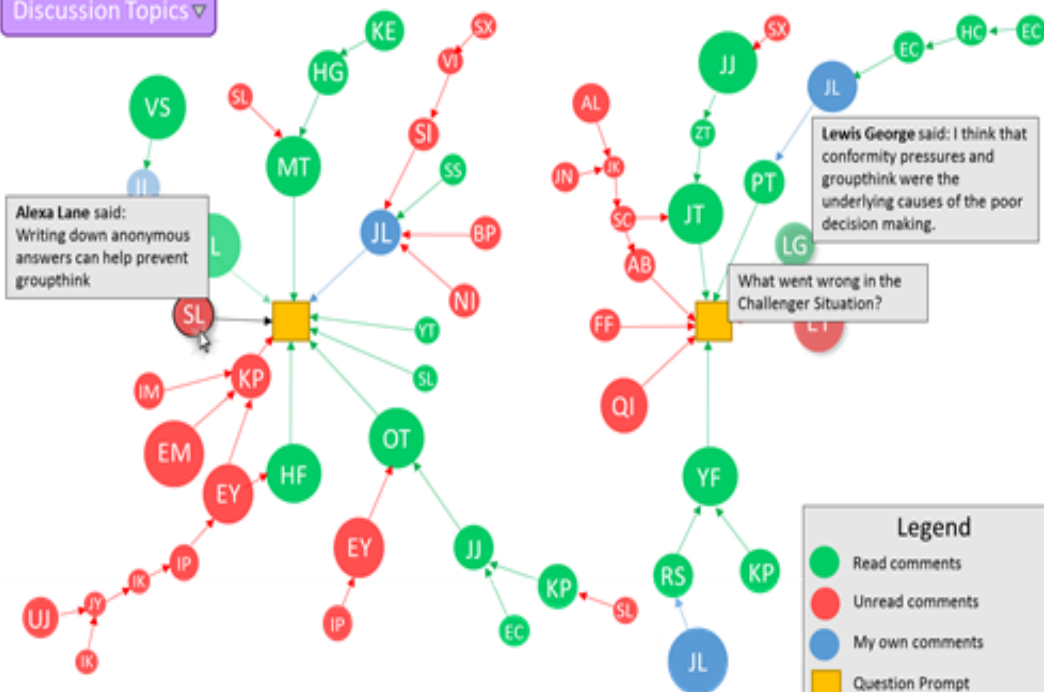 Discussion Topics
KE
SX
SX
HC
EC
EC
VI
JJ
HG
JL
SL
AL
VS
SI
ZT
Lewis George said: I think that
conformity pressures and
groupthink were the
underlying causes of the poor
decision making.
MT
SS
JN
JK
PT
JL
JT
SC
Alexa Lane said:
Writing down anonymous
answers can help prevent
groupthink
L
JL
BP
LG
AB
What went wrong in the
Challenger Situation?
NI
SL
YT
FF
KP
SL
IM
QI
OT
EM
HF
YF
EY
EY
JJ
IP
RS
KP
IK
KP
JY
UJ
SL
IP
EC
IK
JL
Legend
Read comments
Unread comments
My own comments
Question Prompt